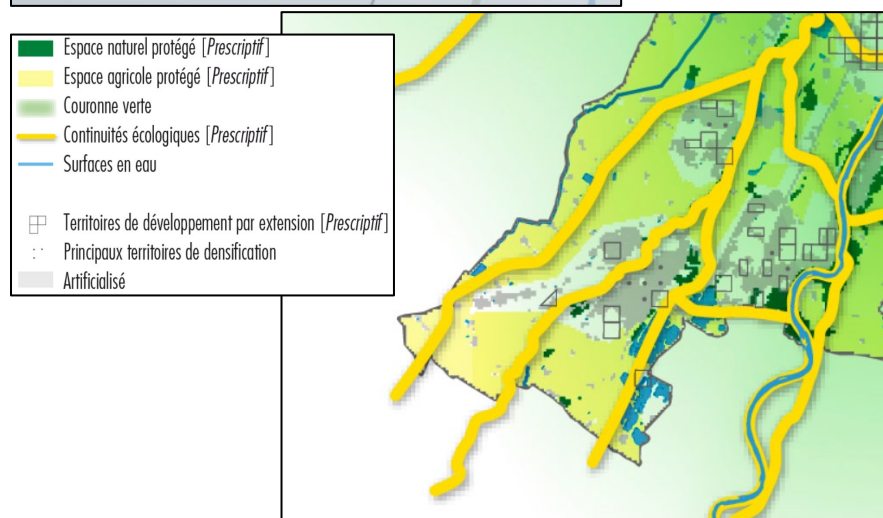 Espace naturel protégé [Prescriptif]
Espace agricole protégé [Prescriptif]
Couronne verte
Continuités écologiques [Prescriptif]
Surfaces en eau
Territoires de développement par extension [Prescriptif]
Principaux territoires de densification
Artificialisé